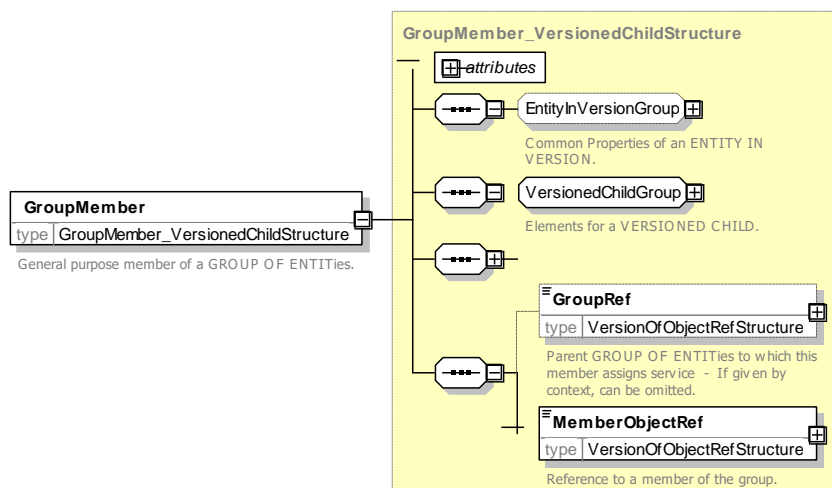 GroupMember_VersionedChildStructure
attributes
EntityInVersionGroup
Common Properties of an ENTITY IN
VERSION.
VersionedChildGroup
Elements for a VERSIONED CHILD.
GroupMember
type GroupMember_VersionedChildStructure
General purpose member of a GROUP OF ENTITies.
GroupRef
type VersionOfObjectRefStructure
Parent GROUP OF ENTITies to which this
member assigns service - If given by
context, can be omitted.
MemberObjectRef
type VersionOfObjectRefStructure
Reference to a member of the group.